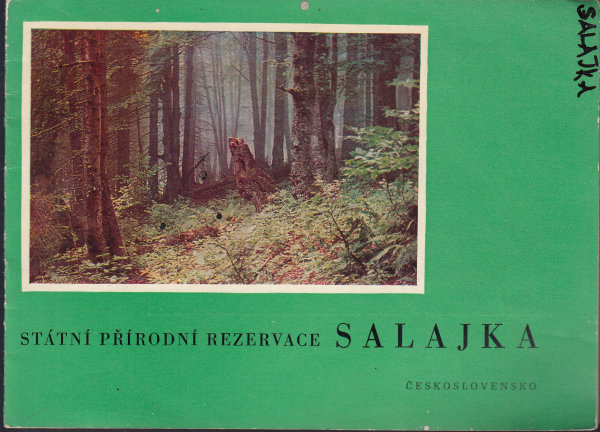 SALAJKA
STÁTNÍ PŘÍRODNÍ REZERVACE SALAJKA
ČESKOSLOVENSKO